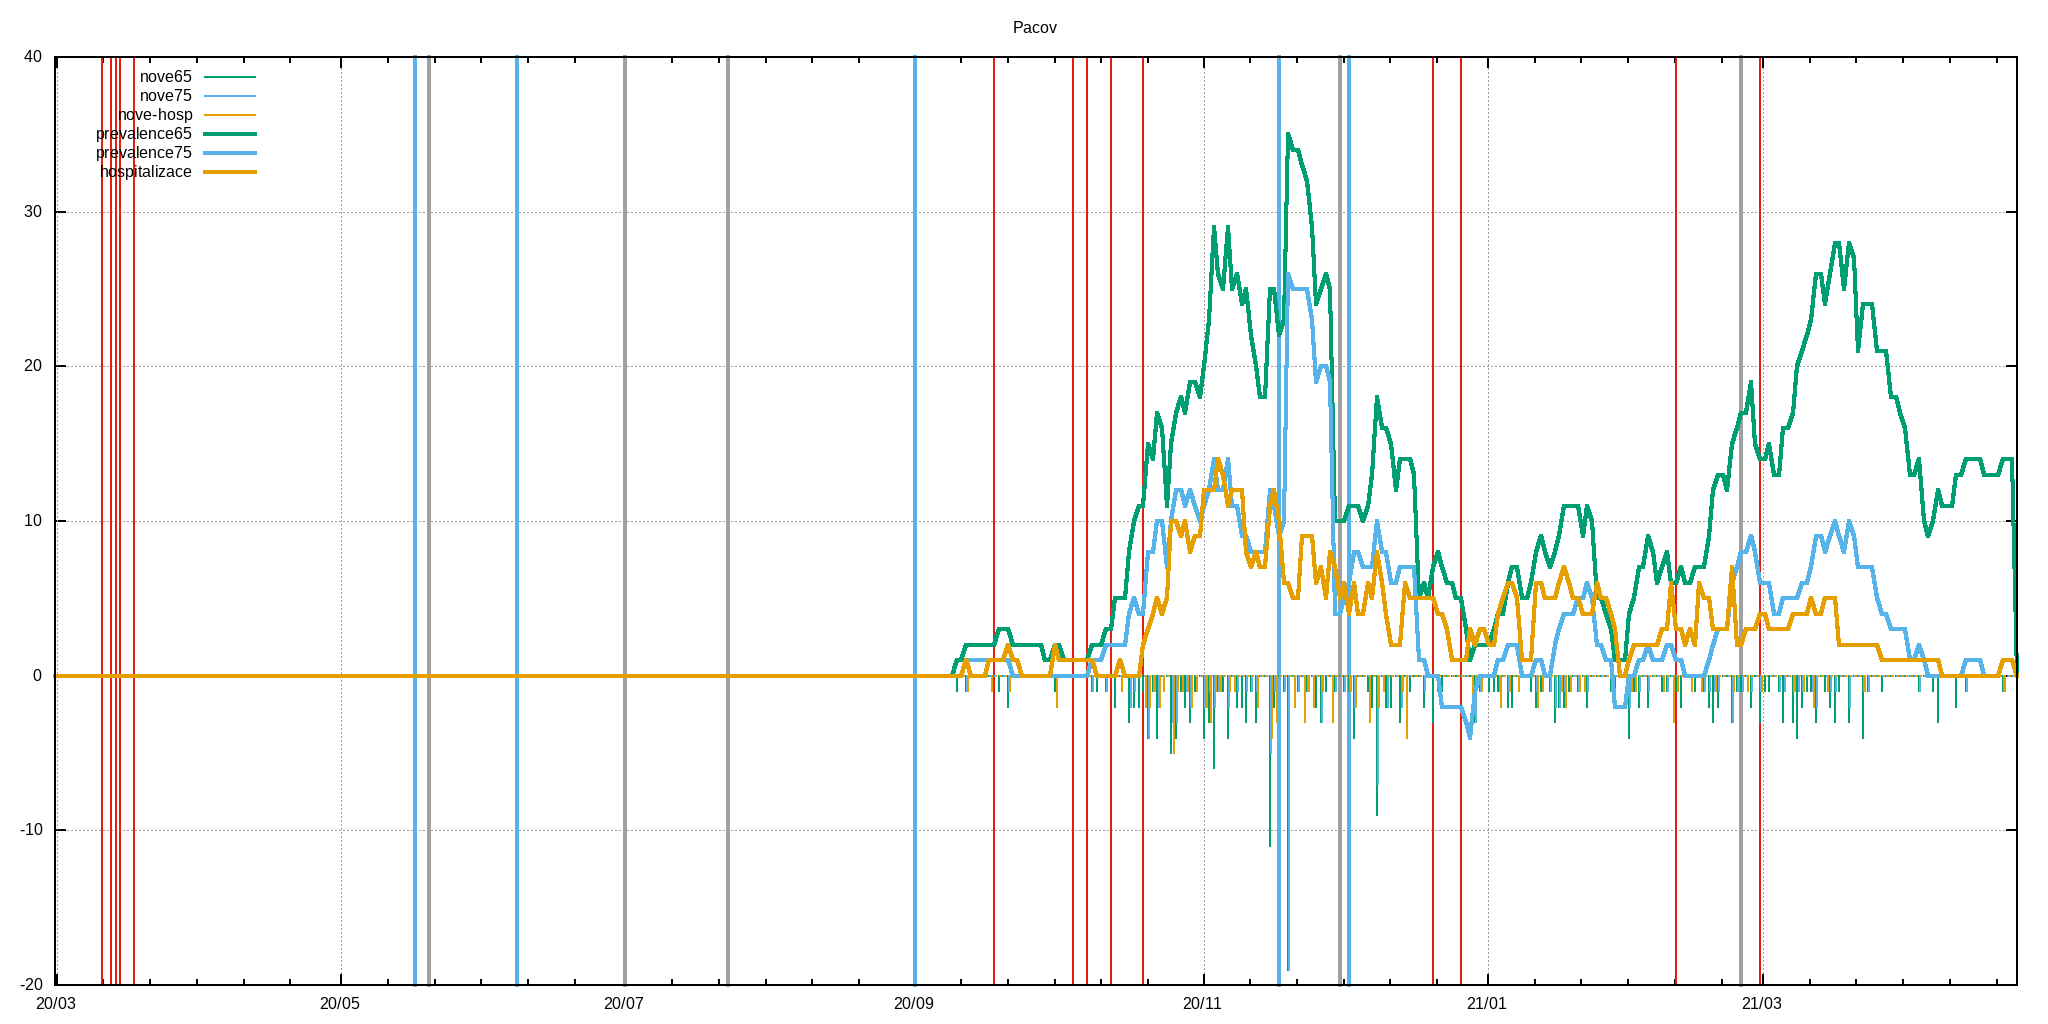 Pacov
40
nove65
nove75
nove-hosp
prevalence65
prevalence75
hospitalizace
30
20
10
0
-10
-20
20/03 20/05 20/07 20/09 20/11 21/01 21/03